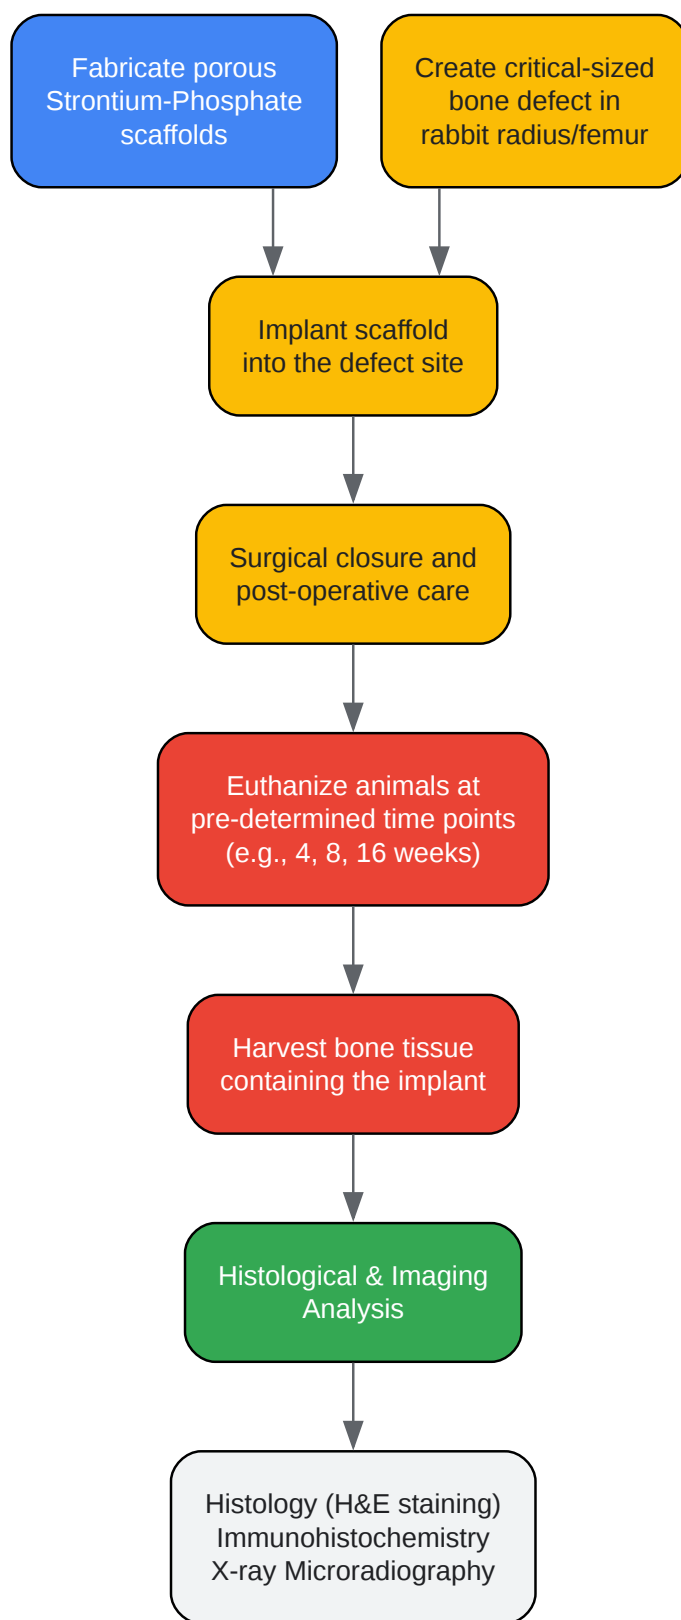 Fabricate porous
Strontium-Phosphate
scaffolds
Create critical-sized
bone defect in
rabbit radius/femur
Implant scaffold
into the defect site
Surgical closure and
post-operative care
Euthanize animals at
pre-determined time points
(e.g., 4, 8, 16 weeks)
Harvest bone tissue
containing the implant
Histological & Imaging
Analysis
Histology (H&E staining)
Immunohistochemistry
X-ray Microradiography